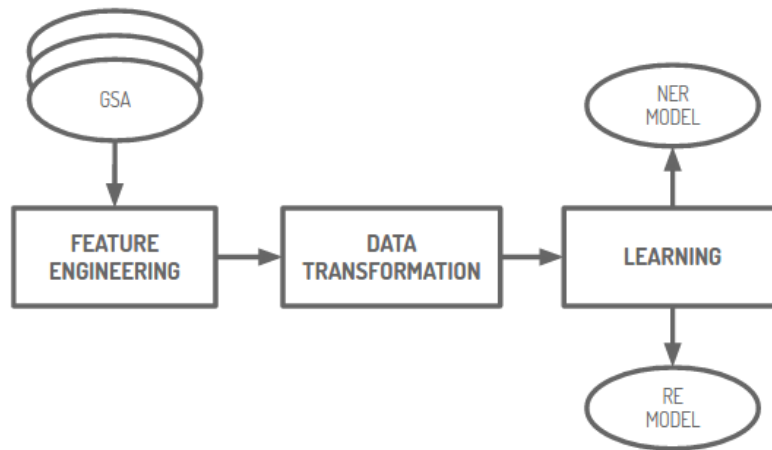 GSA
FEATURE
ENGINEERING
DATA
TRANSFORMATION
LEARNING
NER
MODEL
RE
MODEL